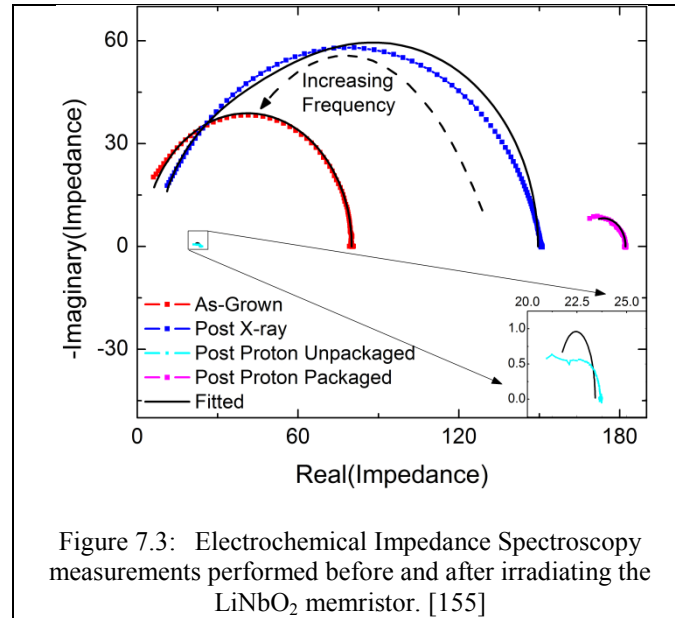 60
30
0
-30
-Imaginary(Impedance)
Increasing
Frequency
As-Grown
Post X-ray
Post Proton Unpackaged
Post Proton Packaged
Fitted
20.0 22.5 25.0
1.0
0.5
0.0
0 60 120 180
Real(Impedance)
Figure 7.3: Electrochemical Impedance Spectroscopy
measurements performed before and after irradiating the
LiNbO₂ memristor. [155]